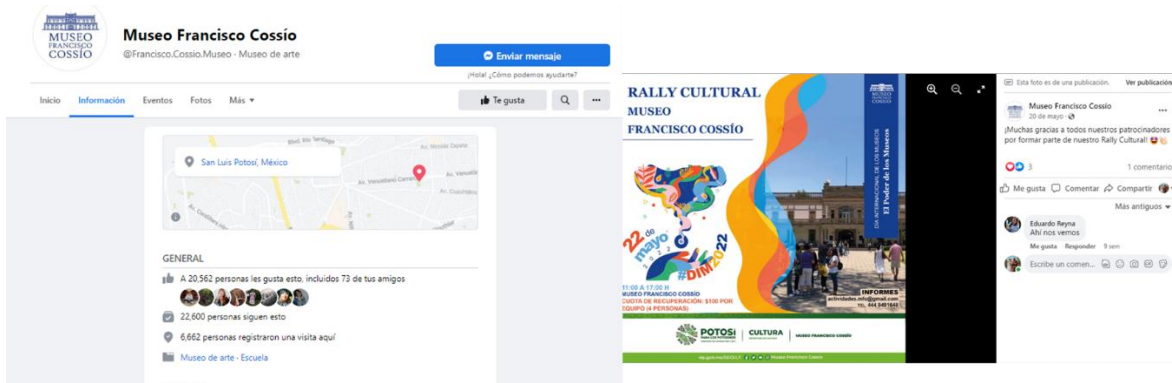 MUSEO
FRANCISCO
COSSÍO
Museo Francisco Cossío
@Francisco.Cossio.Museo · Museo de arte
Enviar mensaje
¡Hola! ¿Cómo podemos ayudarte?
Inicio
Información
Eventos
Fotos
Más
Te gusta
San Luis Potosí, México
Av. Venustiano Carranza
GENERAL
A 20,562 personas les gusta esto, incluidos 73 de tus amigos
22,600 personas siguen esto
6,662 personas registraron una visita aquí
Museo de arte · Escuela
RALLY CULTURAL
MUSEO
FRANCISCO COSSÍO
DÍA INTERNACIONAL DE LOS MUSEOS
El Poder de los Museos
22 de
mayo
2022
#DIM2022
11:00 A 17:00 H
MUSEO FRANCISCO COSSÍO
CUOTA DE RECUPERACIÓN: $100 POR
EQUIPO (4 PERSONAS)
INFORMES
actividades.mfc@gmail.com
POTOSÍ
CULTURA
MUSEO FRANCISCO COSSÍO
Esta foto es de una publicación.
Ver publicación
Museo Francisco Cossío
20 de mayo
¡Muchas gracias a todos nuestros patrocinadores
por formar parte de nuestro Rally Cultural!
3
1 comentario
Me gusta
Comentar
Compartir
Más antiguos
Eduardo Reyna
Ahí nos vemos
Me gusta
Responder
9 sem
Escribe un comen...